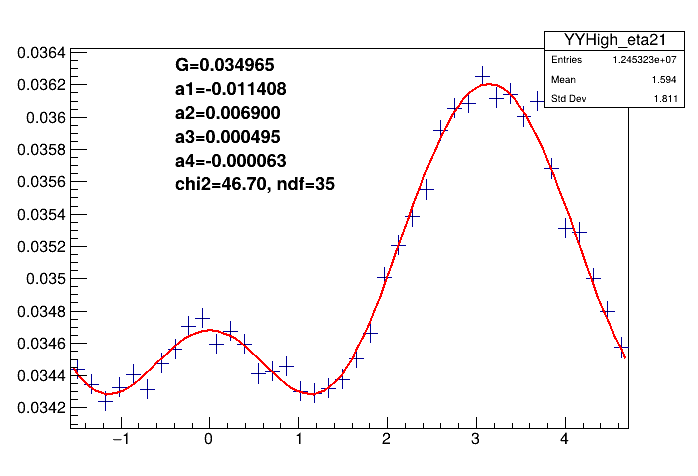 YYHigh_eta21
Entries 1.245323e+07
Mean 1.594
Std Dev 1.811
G=0.034965
a1=-0.011408
a2=0.006900
a3=0.000495
a4=-0.000063
chi2=46.70, ndf=35
0.0364
0.0362
0.036
0.0358
0.0356
0.0354
0.0352
0.035
0.0348
0.0346
0.0344
0.0342
−1 0 1 2 3 4